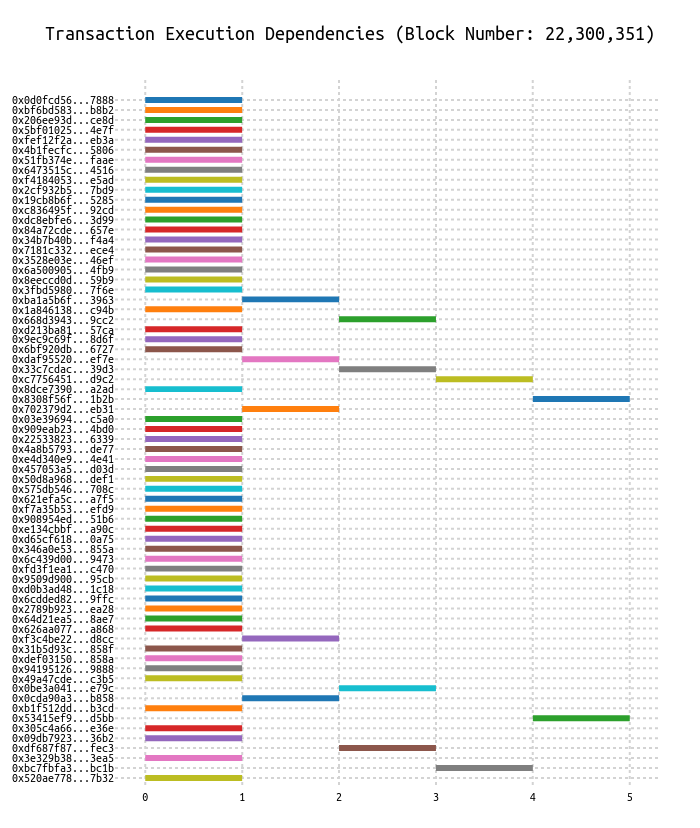 Transaction Execution Dependencies (Block Number: 22,300,351)
0x0d0fcd56...7888
0xbf6bd583...b8b2
0x206ee93d...ce8d
0x5bf01025...4e7f
0xfef12f2a...eb3a
0x4b1fecfc...5806
0x51fb374e...faae
0x6473515c...4516
0xf4184053...e5ad
0x2cf932b5...7bd9
0x19cb8b6f...5285
0xc836495f...92cd
0xdc8ebfe6...3d99
0x84a72cde...657e
0x34b7b40b...f4a4
0x7181c332...ece4
0x3528e03e...46ef
0x6a500905...4fb9
0x8eeccd0d...59b9
0x3fbd5980...7f6e
0xba1a5b6f...3963
0x1a846138...c94b
0x668d3943...9cc2
0xd213ba81...57ca
0x9ec9c69f...8d6f
0x6bf920db...6727
0xdaf95520...ef7e
0x33c7cdac...39d3
0xc7756451...d9c2
0x8dce7390...a2ad
0x8308f56f...1b2b
0x702379d2...eb31
0x03e39694...c5a0
0x909eab23...4bd0
0x22533823...6339
0x4a8b5793...de77
0xe4d340e9...4e41
0x457053a5...d03d
0x50d8a968...def1
0x575db546...708c
0x621efa5c...a7f5
0xf7a35b53...efd9
0x908954ed...51b6
0xe134cbbf...a90c
0xd65cf618...0a75
0x346a0e53...855a
0x6c439d00...9473
0xfd3f1ea1...c470
0x9509d900...95cb
0xd0b3ad48...1c18
0x6cdded82...9ffc
0x2789b923...ea28
0x64d21ea5...8ae7
0x626aa077...a868
0xf3c4be22...d8cc
0x31b5d93c...858f
0xdef03150...858a
0x94195126...9888
0x49a47cde...c3b5
0x0be3a041...e79c
0x0cda90a3...b858
0xb1f512dd...b3cd
0x53415ef9...d5bb
0x305c4a66...e36e
0x09db7923...36b2
0xdf687f87...fec3
0x3e329b38...3ea5
0xbc7fbfa3...bc1b
0x520ae778...7b32
0 1 2 3 4 5